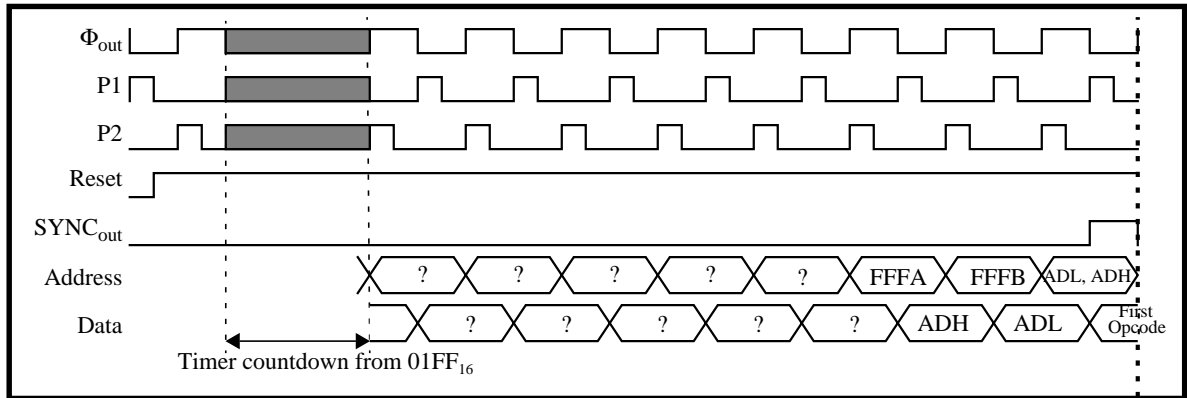 Φout
P1
P2
Reset
SYNCout
Address ? ? ? ? ? FFFA FFFB ADL, ADH
Data ? ? ? ? ? ADH ADL First Opcode
Timer countdown from 01FF16